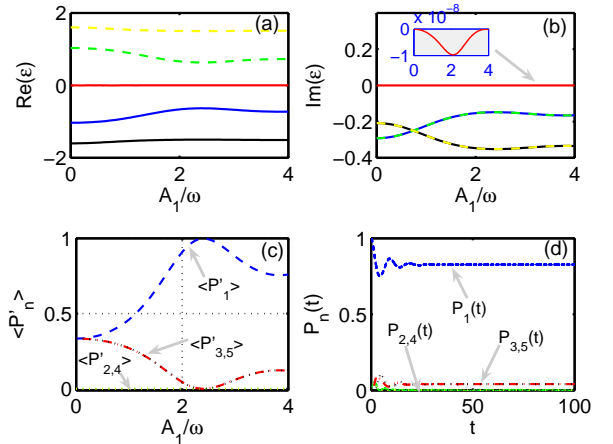 (a)
Re(ε)
2
0
−2
0
2
4
A₁/ω
(b)
Im(ε)
0.4
0.2
0
−0.2
−0.4
0
2
4
A₁/ω
x 10⁻⁸
0
−1
0
2
4
(c)
<P'ₙ>
1
0.5
0
0
2
4
A₁/ω
<P'₁>
<P'₃,₅>
<P'₂,₄>
(d)
Pₙ(t)
1
0.5
0
0
50
100
t
P₁(t)
P₂,₄(t)
P₃,₅(t)